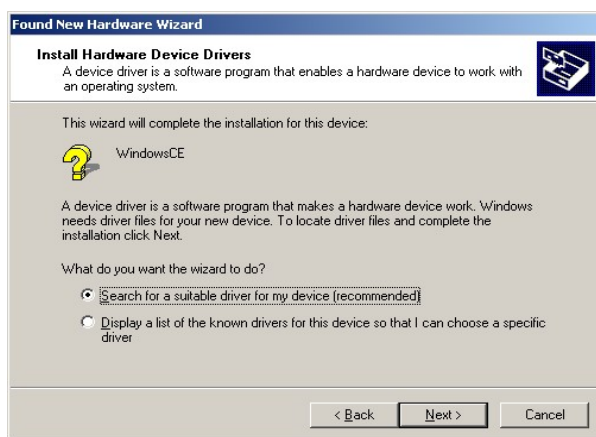 Found New Hardware Wizard
Install Hardware Device Drivers
A device driver is a software program that enables a hardware device to work with
an operating system.
This wizard will complete the installation for this device:
WindowsCE
A device driver is a software program that makes a hardware device work. Windows
needs driver files for your new device. To locate driver files and complete the
installation click Next.
What do you want the wizard to do?
Search for a suitable driver for my device (recommended)
Display a list of the known drivers for this device so that I can choose a specific
driver
< Back Next > Cancel